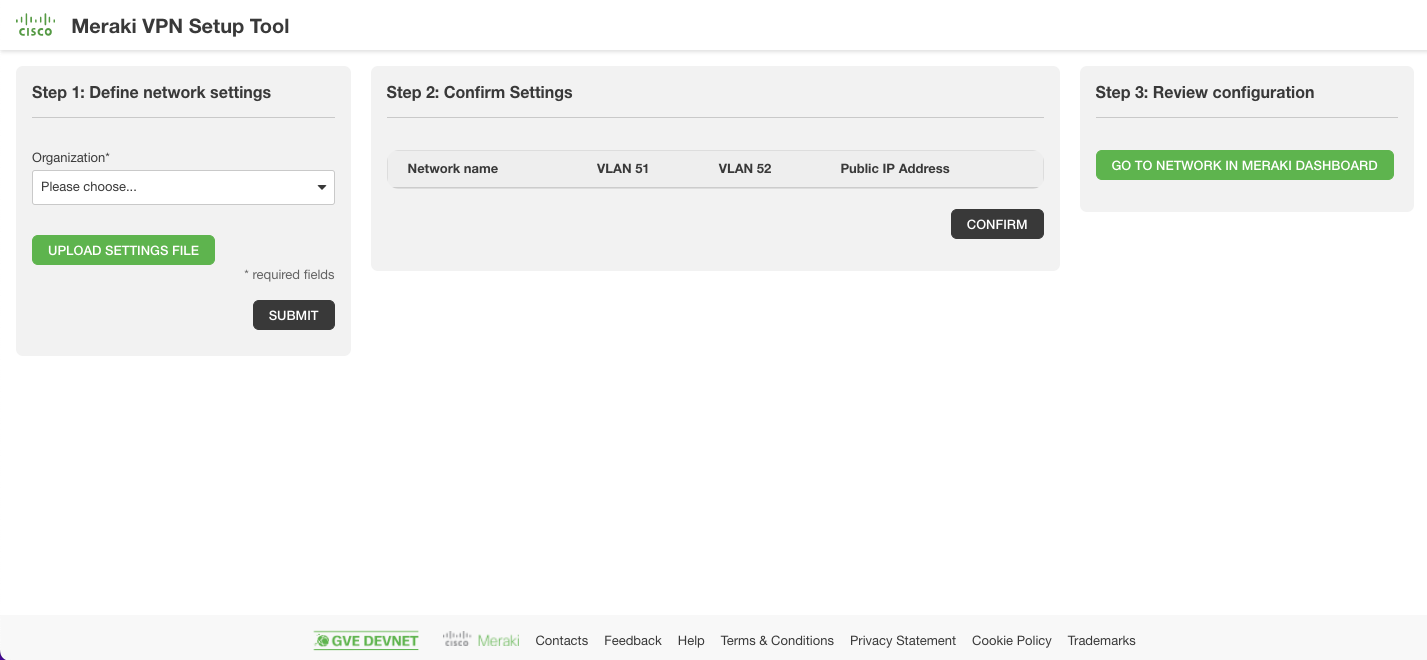 CISCO
Meraki VPN Setup Tool
Step 1: Define network settings
Organization*
Please choose...
UPLOAD SETTINGS FILE
* required fields
SUBMIT
Step 2: Confirm Settings
Network name VLAN 51 VLAN 52 Public IP Address
CONFIRM
Step 3: Review configuration
GO TO NETWORK IN MERAKI DASHBOARD
GVE DEVNET CISCO Meraki Contacts Feedback Help Terms & Conditions Privacy Statement Cookie Policy Trademarks